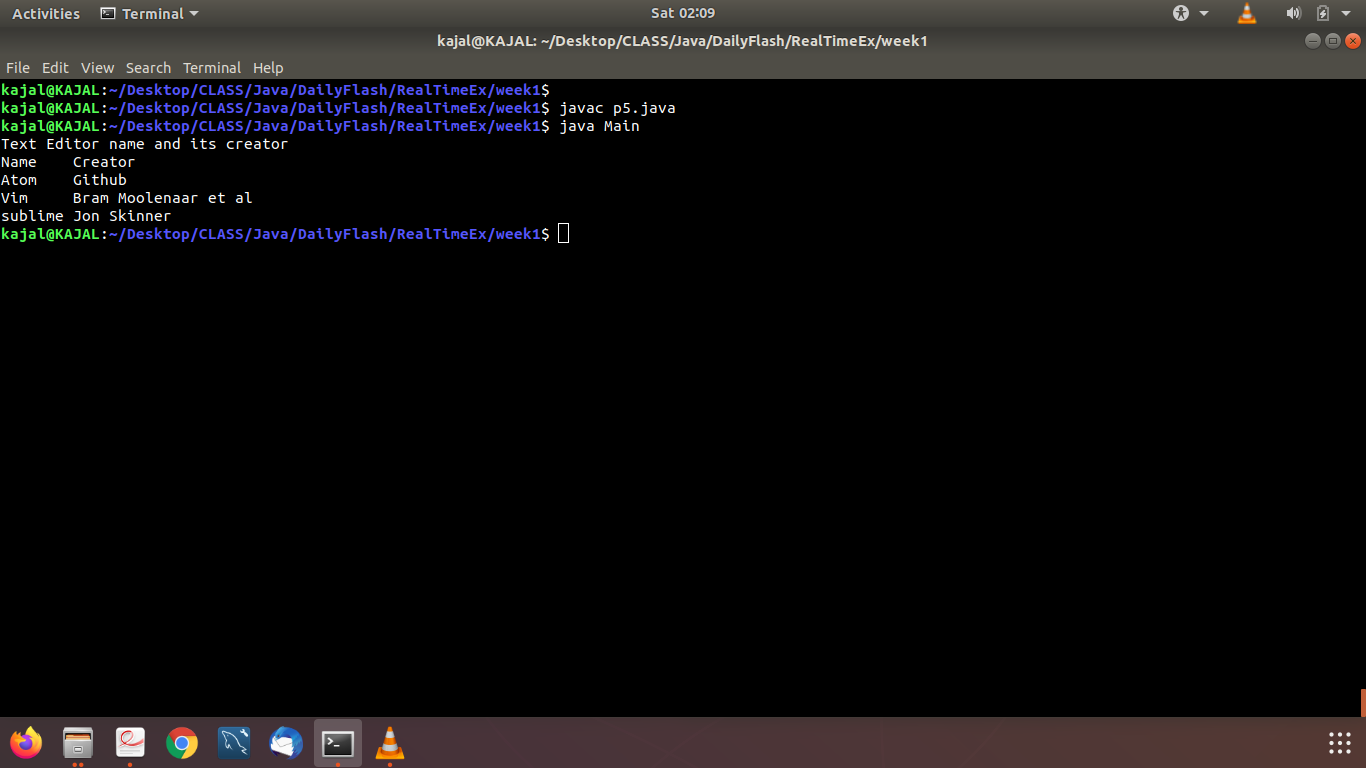 Activities Terminal Sat 02:09
kajal@KAJAL: ~/Desktop/CLASS/Java/DailyFlash/RealTimeEx/week1
File Edit View Search Terminal Help
kajal@KAJAL:~/Desktop/CLASS/Java/DailyFlash/RealTimeEx/week1$
kajal@KAJAL:~/Desktop/CLASS/Java/DailyFlash/RealTimeEx/week1$ javac p5.java
kajal@KAJAL:~/Desktop/CLASS/Java/DailyFlash/RealTimeEx/week1$ java Main
Text Editor name and its creator
Name    Creator
Atom    Github
Vim     Bram Moolenaar et al
sublime Jon Skinner
kajal@KAJAL:~/Desktop/CLASS/Java/DailyFlash/RealTimeEx/week1$